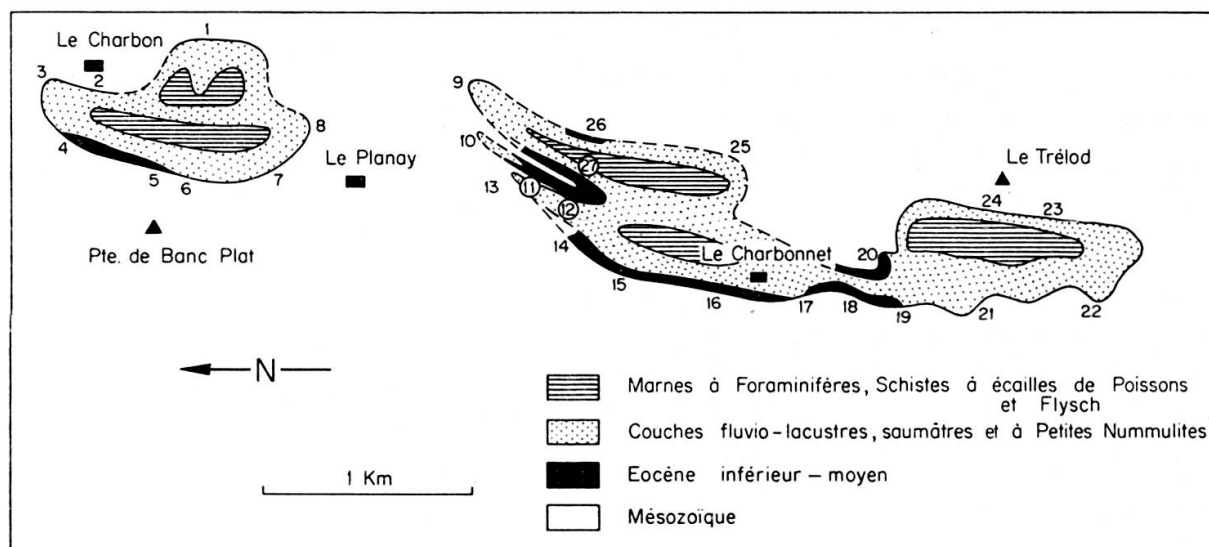 1
Le Charbon
3
2
9
8
26
25
4
10
Le Planay
Le Trélod
27
5
6
7
13
11
24
23
12
Pte. de Banc Plat
14
Le Charbonnet
20
15
16
17
18
19
21
22
N
Marnes à Foraminifères, Schistes à écailles de Poissons
et Flysch
Couches fluvio-lacustres, saumâtres et à Petites Nummulites
1 Km
Eocène inférieur – moyen
Mésozoïque